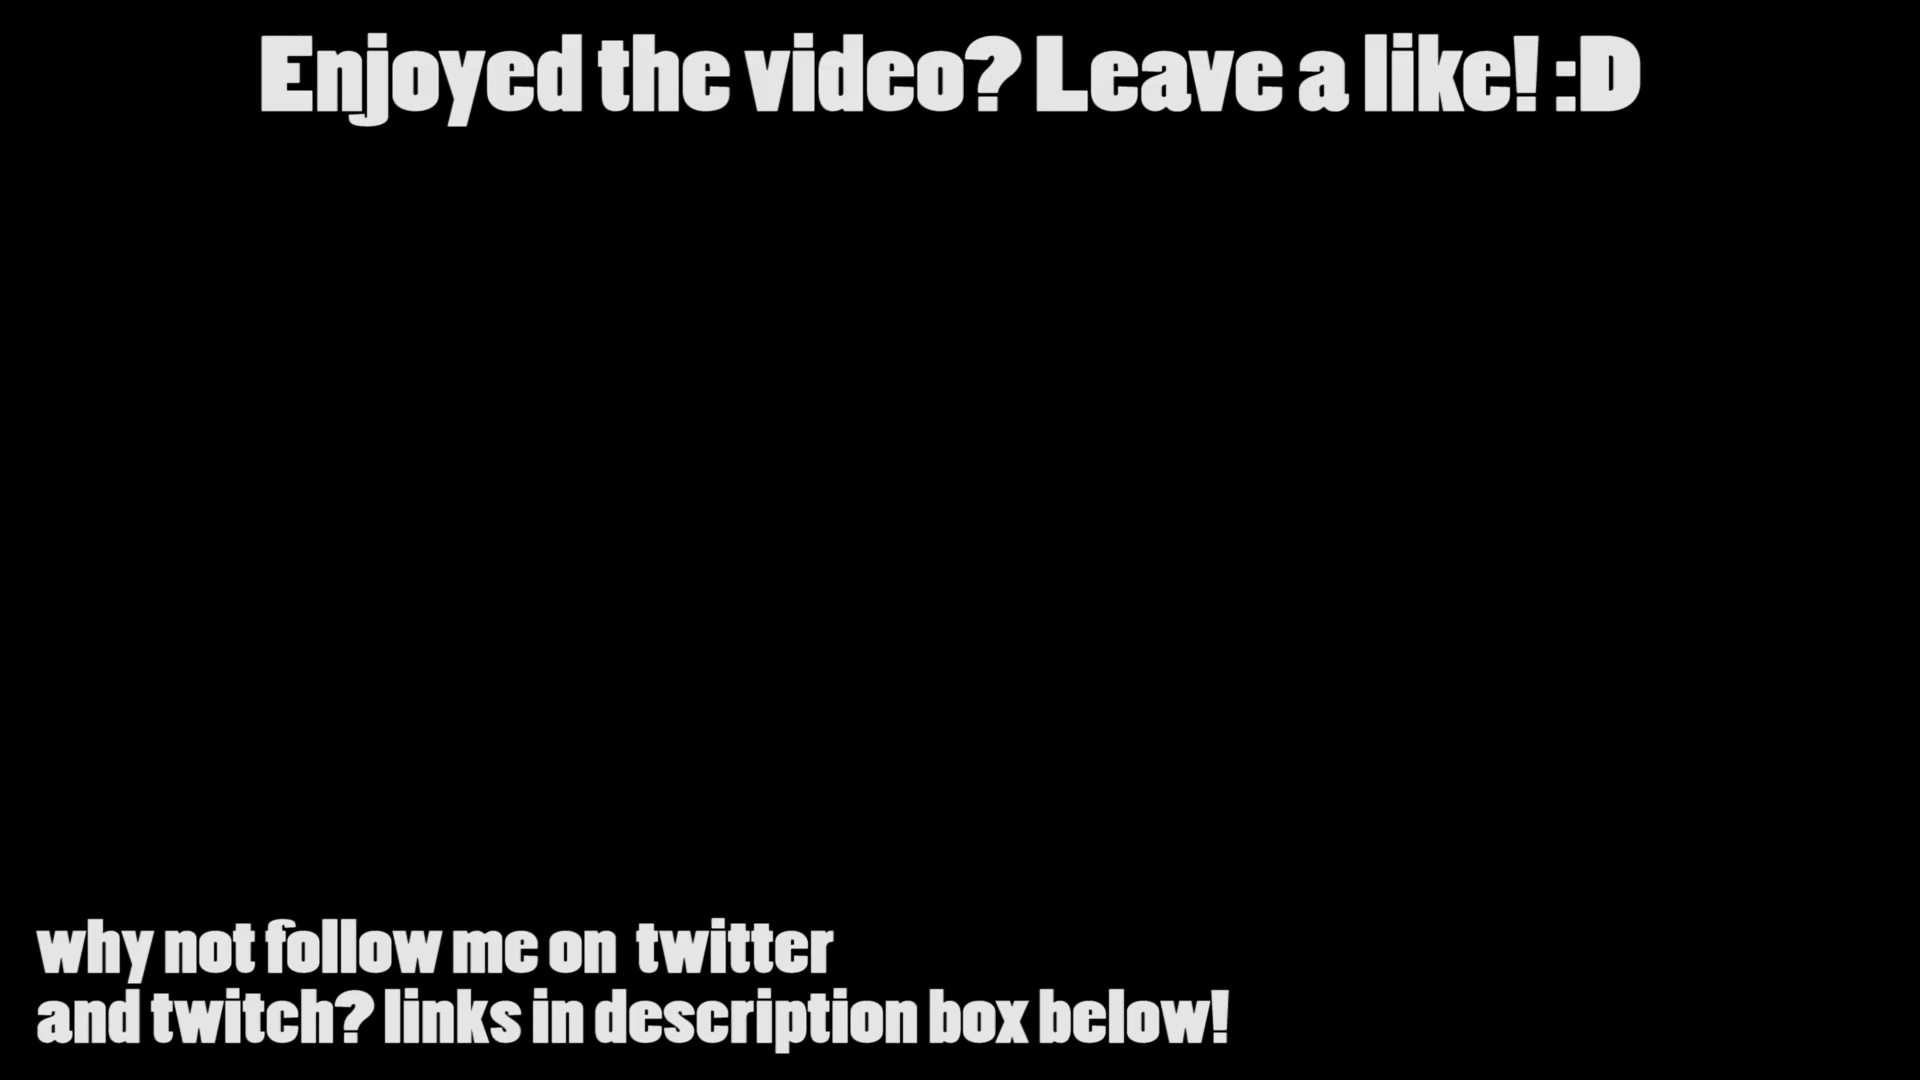 Enjoyed the video? Leave a like! :D
why not follow me on twitter
and twitch? links in description box below!